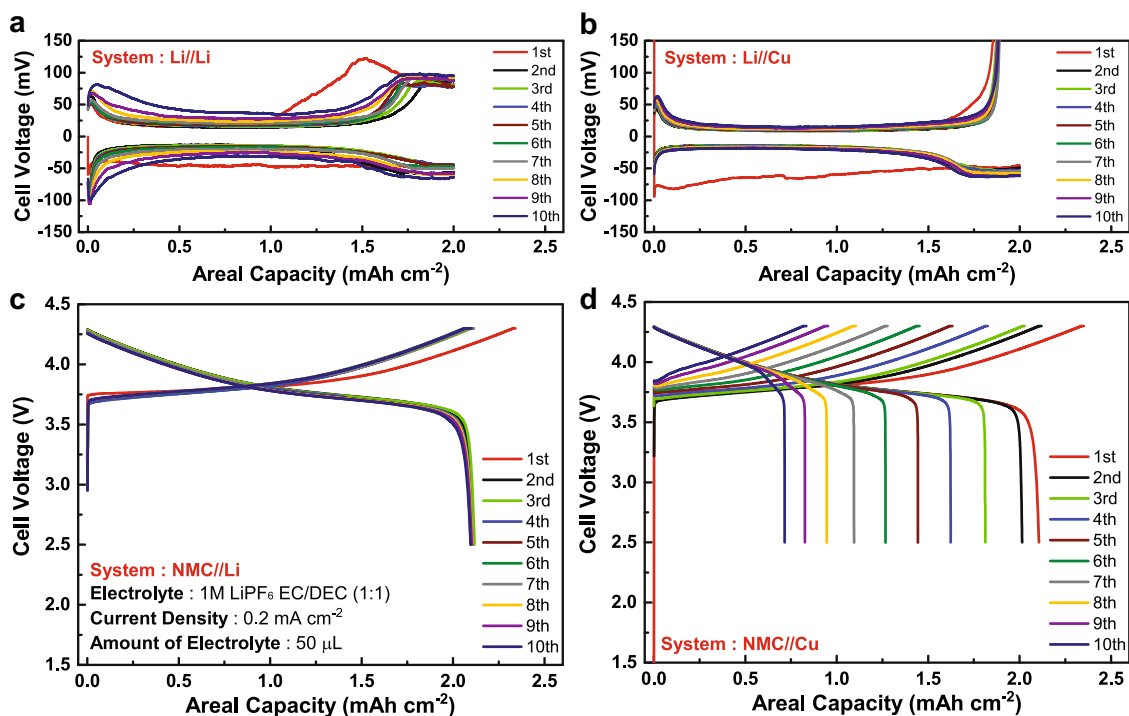 a
System : Li//Li
Cell Voltage (mV)
150
100
50
0
-50
-100
-150
0.0 0.5 1.0 1.5 2.0 2.5
Areal Capacity (mAh cm⁻²)
1st
2nd
3rd
4th
5th
6th
7th
8th
9th
10th
b
System : Li//Cu
Cell Voltage (mV)
150
100
50
0
-50
-100
-150
0.0 0.5 1.0 1.5 2.0 2.5
Areal Capacity (mAh cm⁻²)
1st
2nd
3rd
4th
5th
6th
7th
8th
9th
10th
c
Cell Voltage (V)
4.5
4.0
3.5
3.0
2.5
2.0
1.5
0.0 0.5 1.0 1.5 2.0 2.5
Areal Capacity (mAh cm⁻²)
System : NMC//Li
Electrolyte : 1M LiPF₆ EC/DEC (1:1)
Current Density : 0.2 mA cm⁻²
Amount of Electrolyte : 50 μL
1st
2nd
3rd
4th
5th
6th
7th
8th
9th
10th
d
Cell Voltage (V)
4.5
4.0
3.5
3.0
2.5
2.0
1.5
0.0 0.5 1.0 1.5 2.0 2.5
Areal Capacity (mAh cm⁻²)
System : NMC//Cu
1st
2nd
3rd
4th
5th
6th
7th
8th
9th
10th